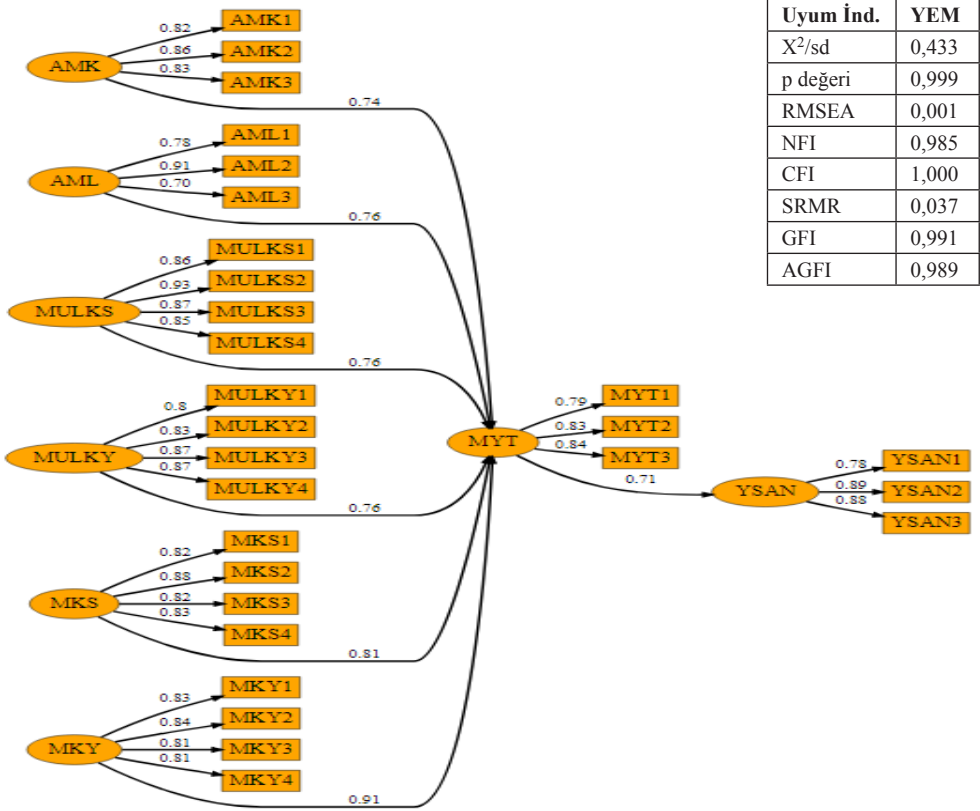 Uyum İnd. YEM
X²/sd 0,433
p değeri 0,999
RMSEA 0,001
NFI 0,985
CFI 1,000
SRMR 0,037
GFI 0,991
AGFI 0,989
AMK
0.82 AMK1
0.86 AMK2
0.83 AMK3
0.74
AML
0.78 AML1
0.91 AML2
0.70 AML3
0.76
MULKS
0.86 MULKS1
0.93 MULKS2
0.87 MULKS3
0.85 MULKS4
0.76
MULKY
0.8 MULKY1
0.83 MULKY2
0.87 MULKY3
0.87 MULKY4
0.76
MKS
0.82 MKS1
0.88 MKS2
0.82 MKS3
0.83 MKS4
0.81
MKY
0.83 MKY1
0.84 MKY2
0.81 MKY3
0.81 MKY4
0.91
MYT
0.79 MYT1
0.83 MYT2
0.84 MYT3
0.71
YSAN
0.78 YSAN1
0.89 YSAN2
0.88 YSAN3